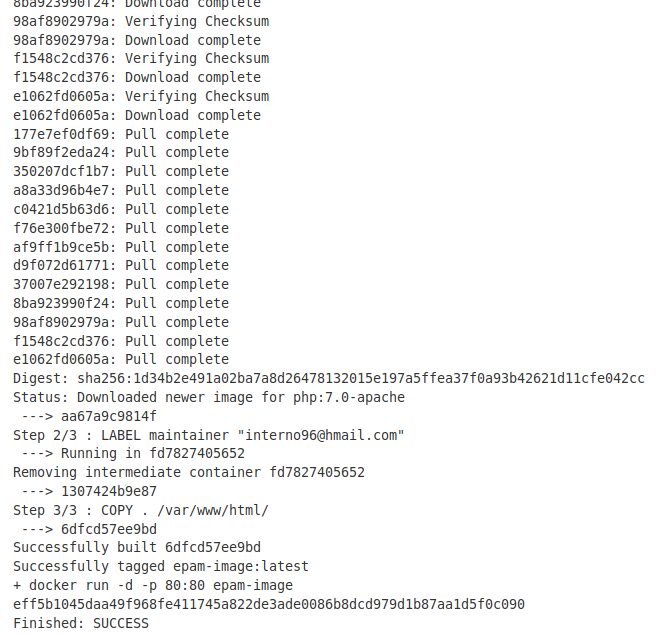 8ba923990f24: Download complete
98af8902979a: Verifying Checksum
98af8902979a: Download complete
f1548c2cd376: Verifying Checksum
f1548c2cd376: Download complete
e1062fd0605a: Verifying Checksum
e1062fd0605a: Download complete
177e7ef0df69: Pull complete
9bf89f2eda24: Pull complete
350207dcf1b7: Pull complete
a8a33d96b4e7: Pull complete
c0421d5b63d6: Pull complete
f76e300fbe72: Pull complete
af9ff1b9ce5b: Pull complete
d9f072d61771: Pull complete
37007e292198: Pull complete
8ba923990f24: Pull complete
98af8902979a: Pull complete
f1548c2cd376: Pull complete
e1062fd0605a: Pull complete
Digest: sha256:1d34b2e491a02ba7a8d26478132015e197a5ffea37f0a93b42621d11cfe042cc
Status: Downloaded newer image for php:7.0-apache
 ---> aa67a9c9814f
Step 2/3 : LABEL maintainer "interno96@hmail.com"
 ---> Running in fd7827405652
Removing intermediate container fd7827405652
 ---> 1307424b9e87
Step 3/3 : COPY . /var/www/html/
 ---> 6dfcd57ee9bd
Successfully built 6dfcd57ee9bd
Successfully tagged epam-image:latest
+ docker run -d -p 80:80 epam-image
eff5b1045daa49f968fe411745a822de3ade0086b8dcd979d1b87aa1d5f0c090
Finished: SUCCESS